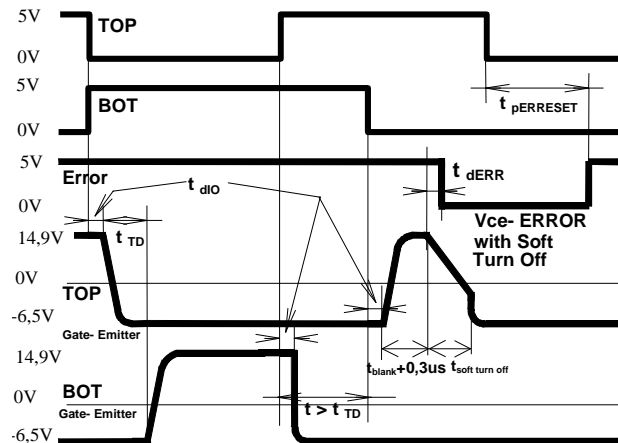 5V
TOP
0V
5V
BOT
t pERRESET
0V
5V
Error
t dIO
t dERR
0V
Vce- ERROR
with Soft
Turn Off
t TD
14,9V
0V
TOP
-6,5V
Gate- Emitter
t blank+0,3us
t soft turn off
14,9V
0V
BOT
Gate- Emitter
t > t TD
-6,5V